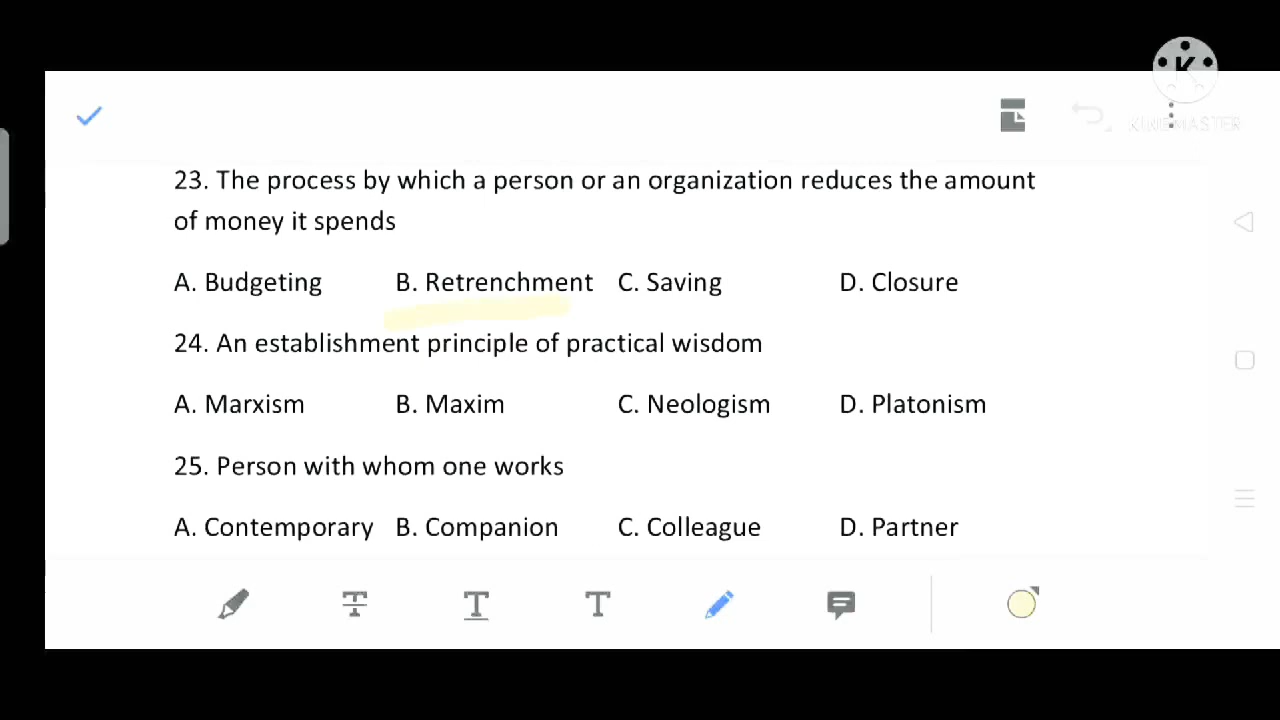 KINEMASTER
23. The process by which a person or an organization reduces the amount
of money it spends
A. Budgeting B. Retrenchment C. Saving D. Closure
24. An establishment principle of practical wisdom
A. Marxism B. Maxim C. Neologism D. Platonism
25. Person with whom one works
A. Contemporary B. Companion C. Colleague D. Partner